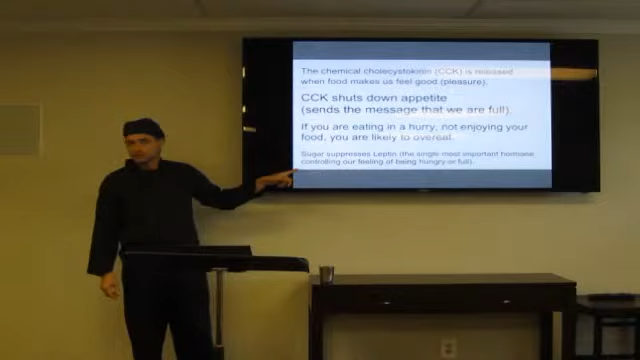 The chemical cholecystokinin (CCK) is released
when food makes us feel good (pleasure).
CCK shuts down appetite
(sends the message that we are full).
If you are eating in a hurry, not enjoying your
food, you are likely to overeat.
Sugar suppresses Leptin (the single most important hormone
controlling our feeling of being hungry or full).